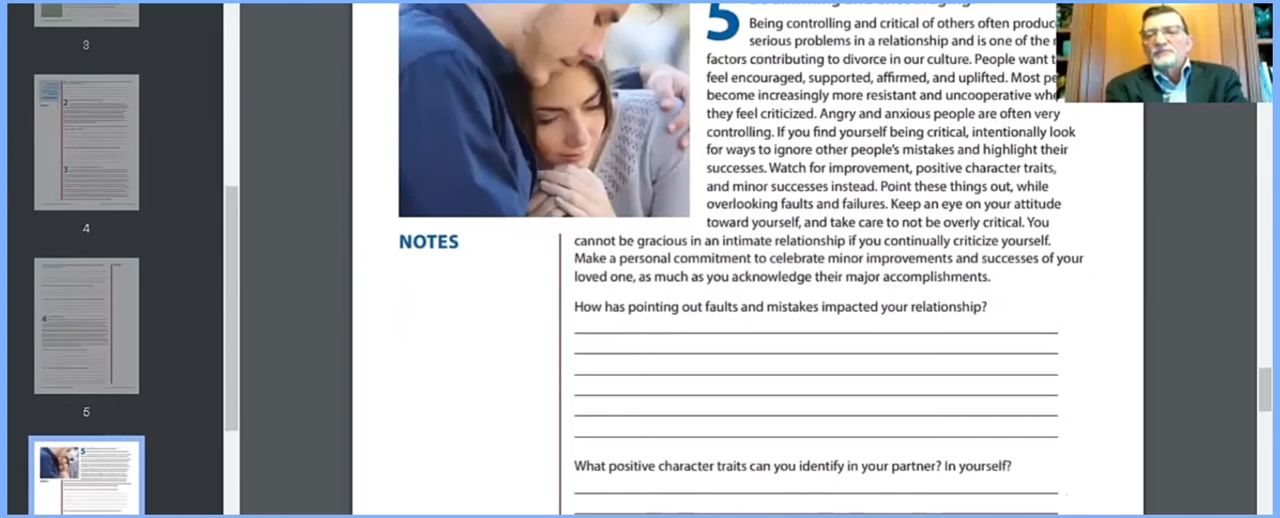 3
4
5
5
Being controlling and critical of others often produc
serious problems in a relationship and is one of the
factors contributing to divorce in our culture. People want
feel encouraged, supported, affirmed, and uplifted. Most pe
become increasingly more resistant and uncooperative whe
they feel criticized. Angry and anxious people are often very
controlling. If you find yourself being critical, intentionally look
for ways to ignore other people's mistakes and highlight their
successes. Watch for improvement, positive character traits,
and minor successes instead. Point these things out, while
overlooking faults and failures. Keep an eye on your attitude
toward yourself, and take care to not be overly critical. You
NOTES
cannot be gracious in an intimate relationship if you continually criticize yourself.
Make a personal commitment to celebrate minor improvements and successes of your
loved one, as much as you acknowledge their major accomplishments.
How has pointing out faults and mistakes impacted your relationship?
What positive character traits can you identify in your partner? In yourself?